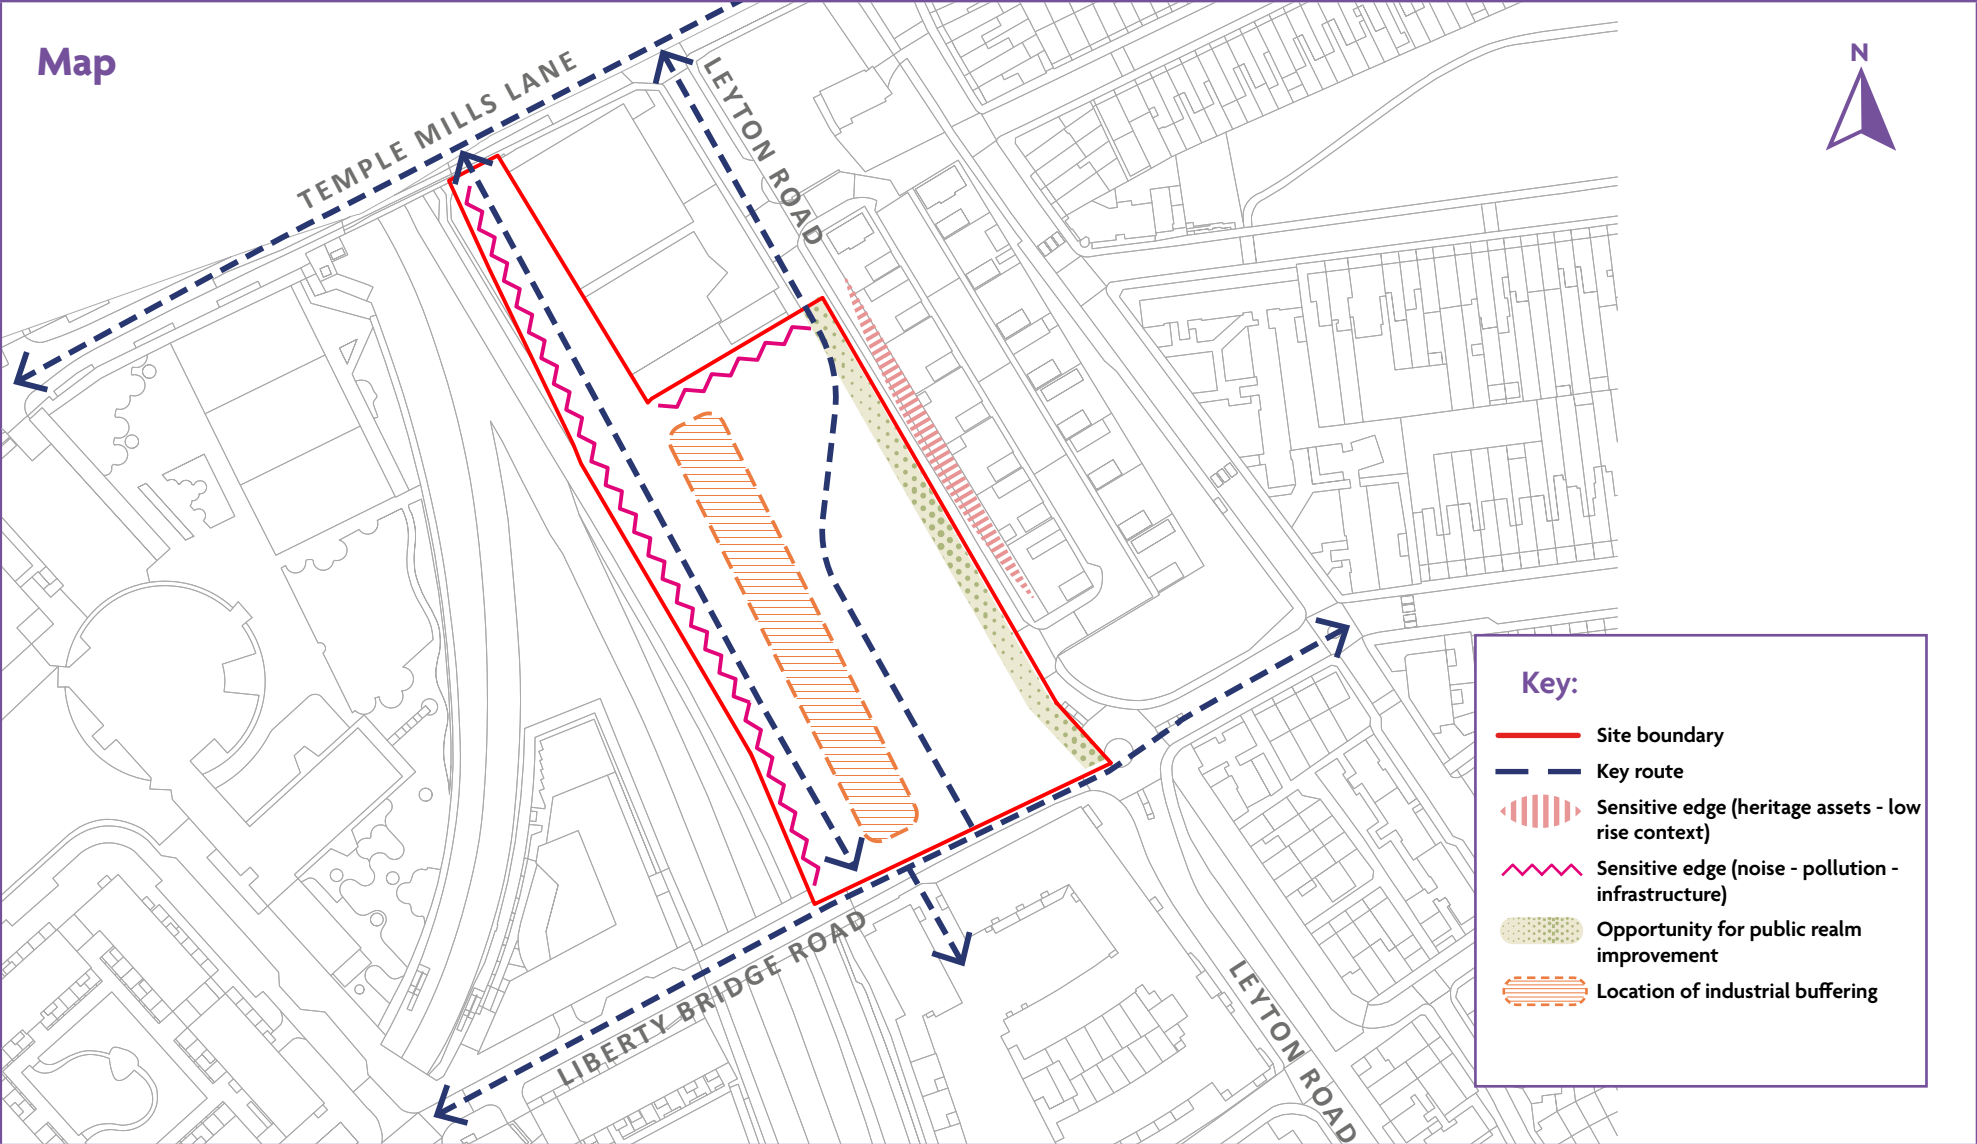 Map
N
TEMPLE MILLS LANE
LEYTON ROAD
LIBERTY BRIDGE ROAD
LEYTON ROAD
Key:
Site boundary
Key route
Sensitive edge (heritage assets - low
rise context)
Sensitive edge (noise - pollution -
infrastructure)
Opportunity for public realm
improvement
Location of industrial buffering